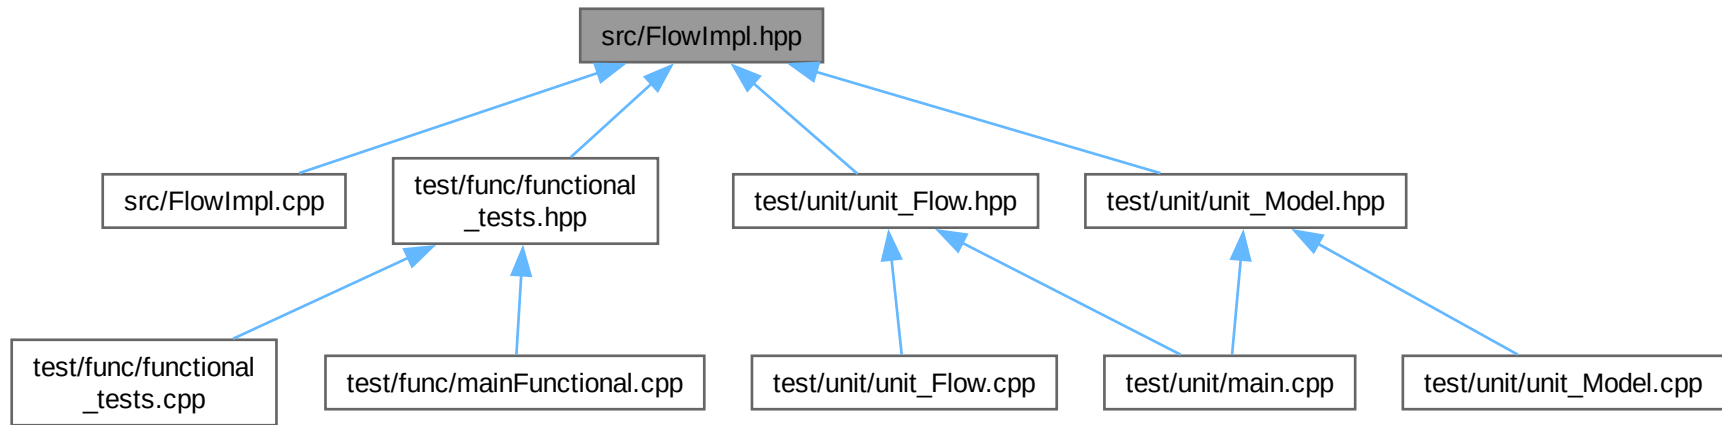 src/FlowImpl.hpp
src/FlowImpl.cpp
test/func/functional
_tests.hpp
test/unit/unit_Flow.hpp
test/unit/unit_Model.hpp
test/func/functional
_tests.cpp
test/func/mainFunctional.cpp
test/unit/unit_Flow.cpp
test/unit/main.cpp
test/unit/unit_Model.cpp